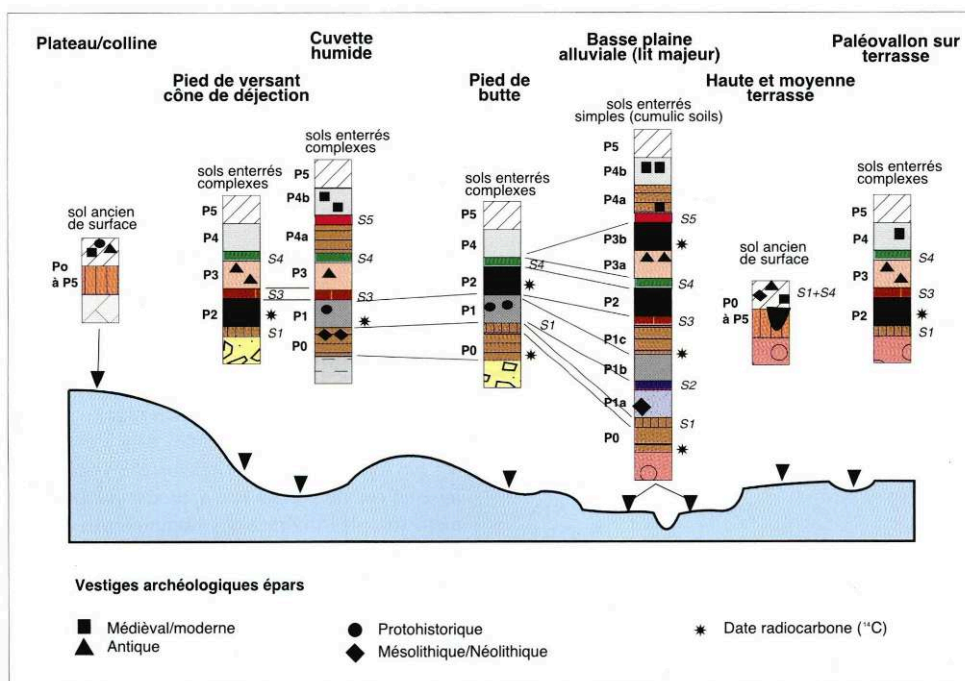 Plateau/colline
Cuvette
humide
Basse plaine
alluviale (lit majeur)
Paléovallon sur
terrasse
Pied de versant
cône de déjection
Pied de
butte
Haute et moyenne
terrasse
sols enterrés
simples (cumulic soils)
sols enterrés
complexes
sols enterrés
complexes
sols enterrés
complexes
sols enterrés
complexes
sol ancien
de surface
sol ancien
de surface
Po
à P5
P5
P4
S4
P3
S3
P2
S1
P5
P4b
S5
P4a
S4
P3
S3
P1
P0
P5
P4
S4
P2
P1
S1
P0
P5
P4b
P4a
S5
P3b
P3a
S4
P2
S3
P1c
P1b
S2
P1a
S1
P0
S1+S4
P0
à P5
P5
P4
S4
P3
S3
P2
S1
Vestiges archéologiques épars
Médièval/moderne
Antique
Protohistorique
Mésolithique/Néolithique
Date radiocarbone (¹⁴C)